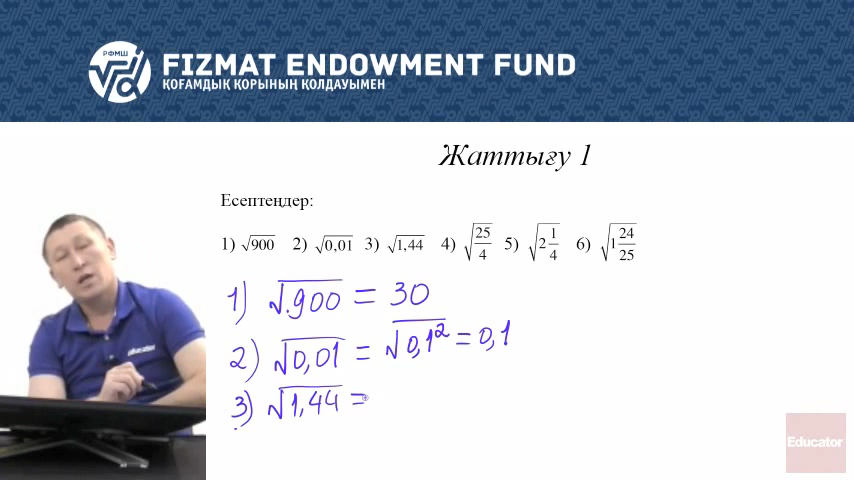 РФМШ
FIZMAT ENDOWMENT FUND
ҚОҒАМДЫҚ ҚОРЫНЫҢ ҚОЛДАУЫМЕН
Жаттығу 1
Есептеңдер:
1) √900 2) √0,01 3) √1,44 4) √(25/4) 5) √(2 1/4) 6) √(1 24/25)
1) √900 = 30
2) √0,01 = √0,1² = 0,1
3) √1,44 =
Educator